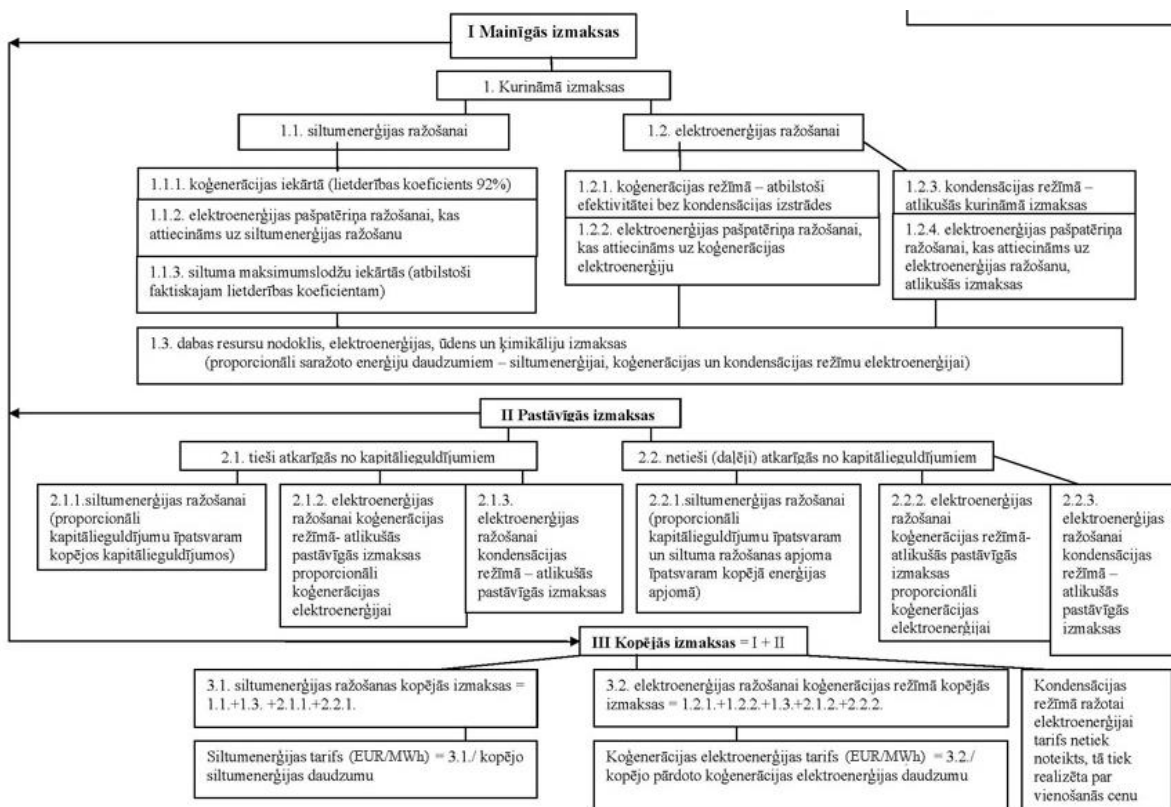 I Mainīgās izmaksas
1. Kurināmā izmaksas
1.1. siltumenerģijas ražošanai
1.2. elektroenerģijas ražošanai
1.1.1. koģenerācijas iekārtā (lietderības koeficients 92%)
1.1.2. elektroenerģijas pašpatēriņa ražošanai, kas
attiecināms uz siltumenerģijas ražošanu
1.1.3. siltuma maksimumslodžu iekārtās (atbilstoši
faktiskajam lietderības koeficientam)
1.2.1. koģenerācijas režīmā – atbilstoši
efektivitātei bez kondensācijas izstrādes
1.2.2. elektroenerģijas pašpatēriņa ražošanai,
kas attiecināms uz koģenerācijas
elektroenerģiju
1.2.3. kondensācijas režīmā –
atlikušās kurināmā izmaksas
1.2.4. elektroenerģijas pašpatēriņa
ražošanai, kas attiecināms uz
elektroenerģijas ražošanu,
atlikušās izmaksas
1.3. dabas resursu nodoklis, elektroenerģijas, ūdens un ķimikāliju izmaksas
(proporcionāli saražoto enerģiju daudzumiem – siltumenerģijai, koģenerācijas un kondensācijas režīmu elektroenerģijai)
II Pastāvīgās izmaksas
2.1. tieši atkarīgās no kapitālieguldījumiem
2.2. netieši (daļēji) atkarīgās no kapitālieguldījumiem
2.1.1.siltumenerģijas ražošanai
(proporcionāli
kapitālieguldījumu īpatsvaram
kopējos kapitālieguldījumos)
2.1.2. elektroenerģijas
ražošanai koģenerācijas
režīmā- atlikušās
pastāvīgās izmaksas
proporcionāli
koģenerācijas
elektroenerģijai
2.1.3.
elektroenerģijas
ražošanai
kondensācijas
režīmā – atlikušās
pastāvīgās izmaksas
2.2.1.siltumenerģijas ražošanai
(proporcionāli
kapitālieguldījumu īpatsvaram
un siltuma ražošanas apjoma
īpatsvaram kopējā enerģijas
apjomā)
2.2.2. elektroenerģijas
ražošanai
koģenerācijas režīmā-
atlikušās pastāvīgās
izmaksas
proporcionāli
koģenerācijas
elektroenerģijai
2.2.3.
elektroenerģijas
ražošanai
kondensācijas
režīmā –
atlikušās
pastāvīgās
izmaksas
III Kopējās izmaksas = I + II
3.1. siltumenerģijas ražošanas kopējās izmaksas =
1.1.+1.3. +2.1.1.+2.2.1.
3.2. elektroenerģijas ražošanai koģenerācijas režīmā kopējās
izmaksas = 1.2.1.+1.2.2.+1.3.+2.1.2.+2.2.2.
Kondensācijas
režīmā ražotai
elektroenerģijai
tarifs netiek
noteikts, tā tiek
realizēta par
vienošanās cenu
Siltumenerģijas tarifs (EUR/MWh) = 3.1./ kopējo
siltumenerģijas daudzumu
Koģenerācijas elektroenerģijas tarifs (EUR/MWh) = 3.2./
kopējo pārdoto koģenerācijas elektroenerģijas daudzumu